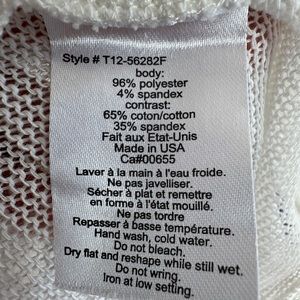 Style # T12-56282F
body:
96% polyester
4% spandex
contrast:
65% coton/cotton
35% spandex
Fait aux Etat-Unis
Made in USA
Ca#00655
Laver à la main à l'eau froide.
Ne pas javelliser.
Sécher à plat et remettre
en forme à l'état mouillé.
Ne pas tordre
Repasser à basse température.
Hand wash, cold water.
Do not bleach.
Dry flat and reshape while still wet.
Do not wring.
Iron at low setting.